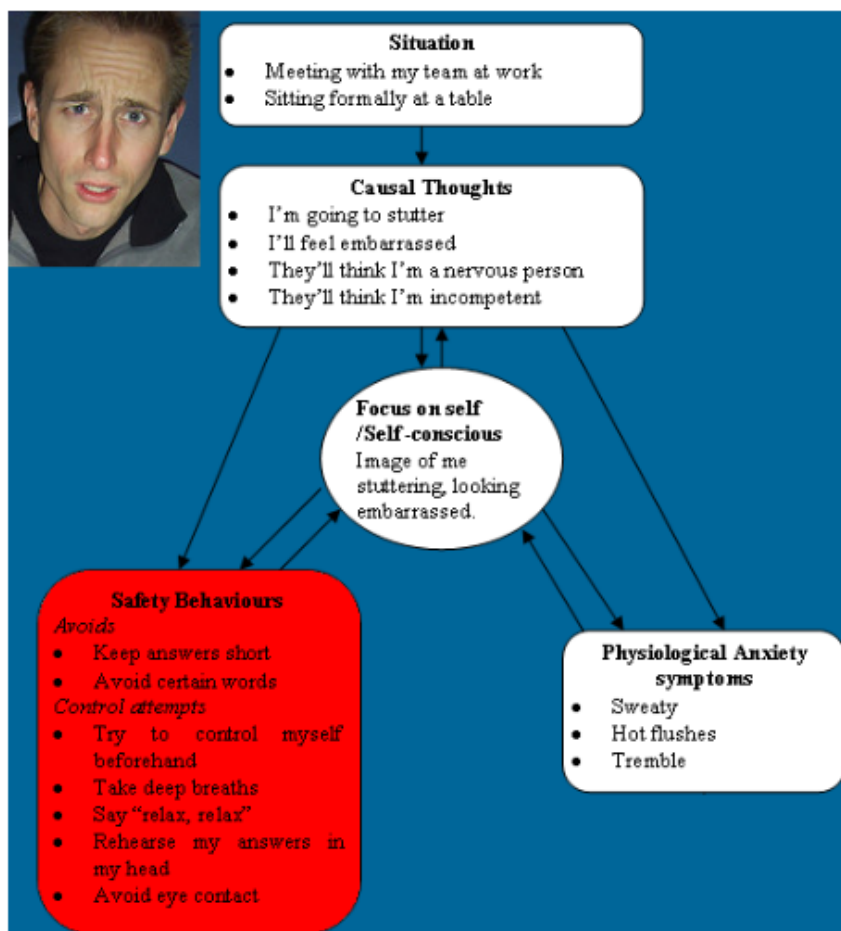 Situation
• Meeting with my team at work
• Sitting formally at a table
Causal Thoughts
• I'm going to stutter
• I'll feel embarrassed
• They'll think I'm a nervous person
• They'll think I'm incompetent
Focus on self
/Self-conscious
Image of me
stuttering, looking
embarrassed.
Safety Behaviours
Avoids
• Keep answers short
• Avoid certain words
Control attempts
• Try to control myself
beforehand
• Take deep breaths
• Say “relax, relax”
• Rehearse my answers in
my head
• Avoid eye contact
Physiological Anxiety
symptoms
• Sweaty
• Hot flushes
• Tremble